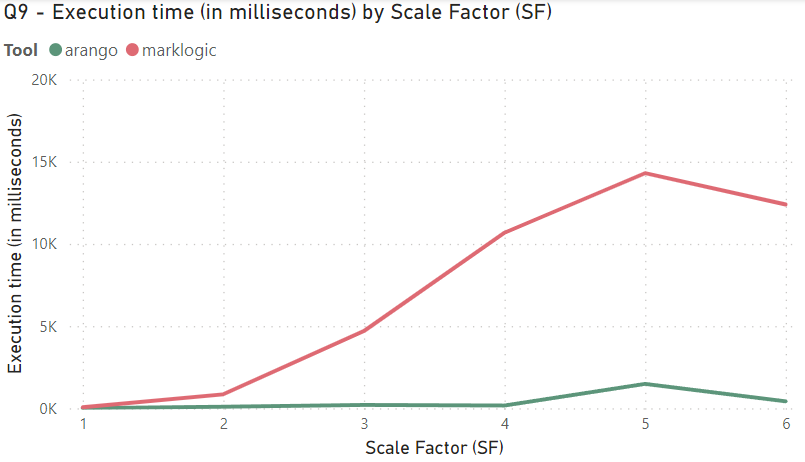 Q9 - Execution time (in milliseconds) by Scale Factor (SF)
Tool arango marklogic
Execution time (in milliseconds)
20K
15K
10K
5K
0K
1 2 3 4 5 6
Scale Factor (SF)